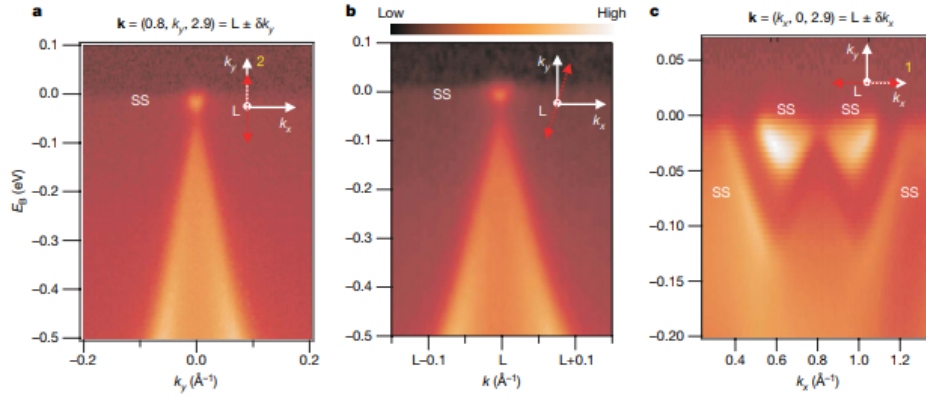 a
k = (0.8, ky, 2.9) = L ± δky
0.1
0.0
–0.1
–0.2
–0.3
–0.4
–0.5
EB (eV)
SS
ky
2
L
kx
–0.2
0.0
0.2
ky (Å–1)
b
Low
High
0.1
0.0
–0.1
–0.2
–0.3
–0.4
–0.5
SS
ky
L
kx
L–0.1
L
L+0.1
k (Å–1)
c
k = (kx, 0, 2.9) = L ± δkx
0.05
0.00
–0.05
–0.10
–0.15
–0.20
ky
1
L
kx
SS
SS
SS
SS
0.4
0.6
0.8
1.0
1.2
kx (Å–1)